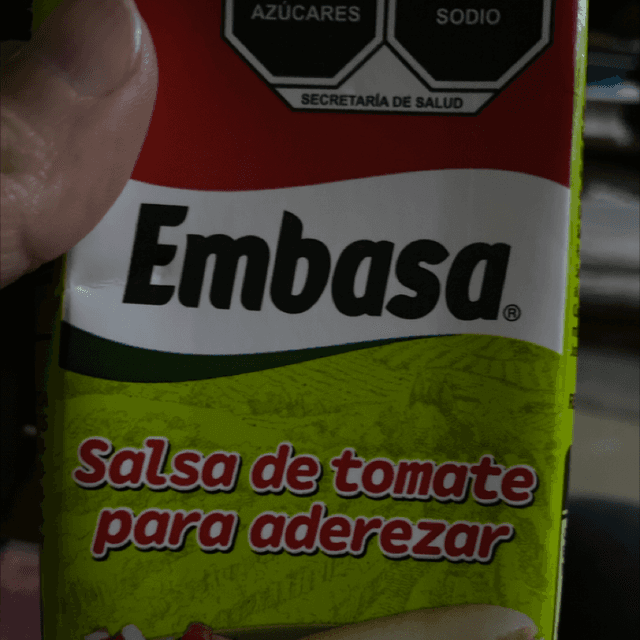 AZÚCARES
SODIO
SECRETARÍA DE SALUD
Embasa®
Salsa de tomate
para aderezar